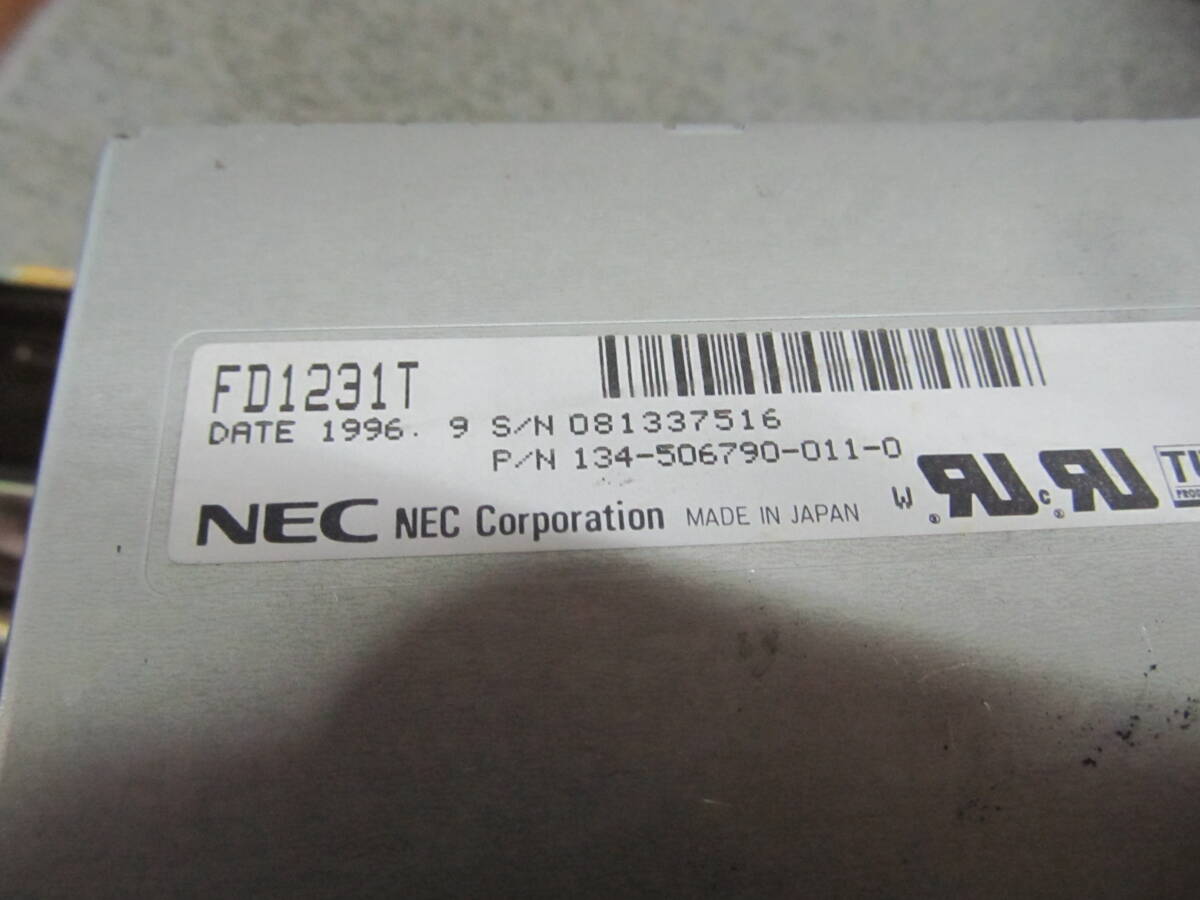 FD1231T
DATE 1996. 9 S/N 081337516
P/N 134-506790-011-0
NEC NEC Corporation MADE IN JAPAN